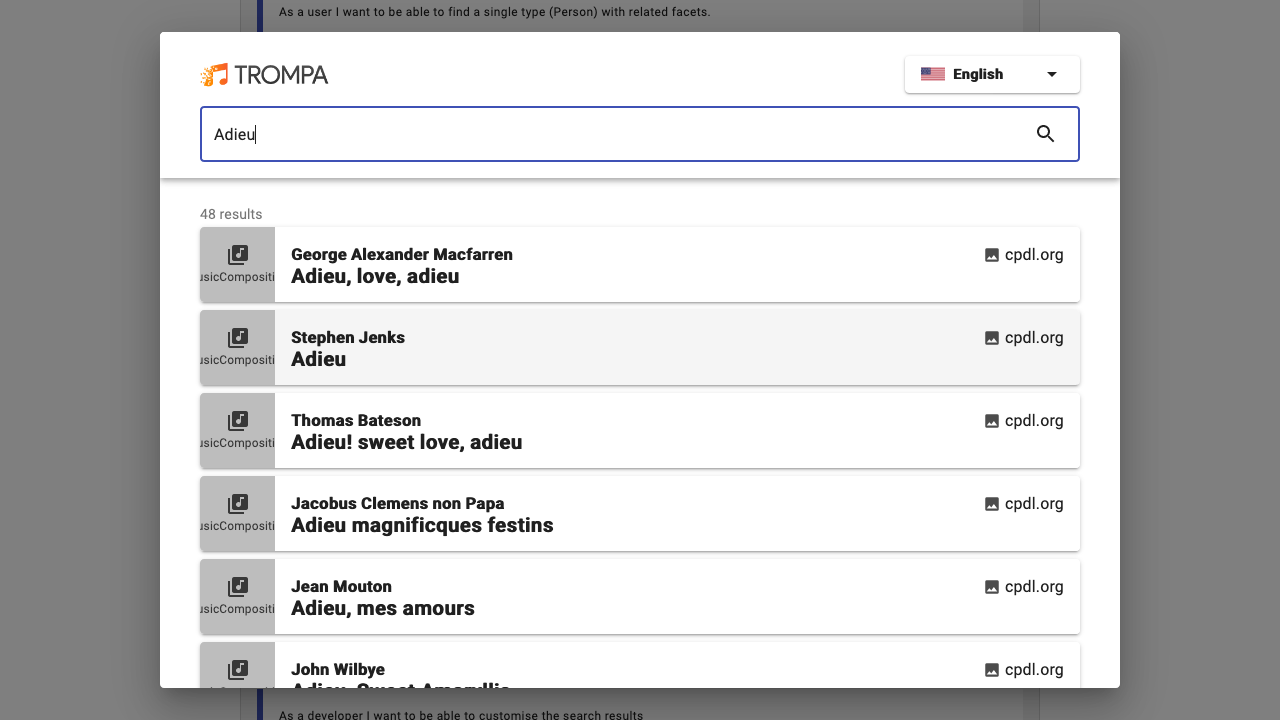 As a user I want to be able to find a single type (Person) with related facets.
TROMPA
English
Adieu
48 results
usicCompositi
George Alexander Macfarren
Adieu, love, adieu
cpdl.org
usicCompositi
Stephen Jenks
Adieu
cpdl.org
usicCompositi
Thomas Bateson
Adieu! sweet love, adieu
cpdl.org
usicCompositi
Jacobus Clemens non Papa
Adieu magnificques festins
cpdl.org
usicCompositi
Jean Mouton
Adieu, mes amours
cpdl.org
John Wilbye
Adieu, Sweet Amaryllis
cpdl.org
As a developer I want to be able to customise the search results